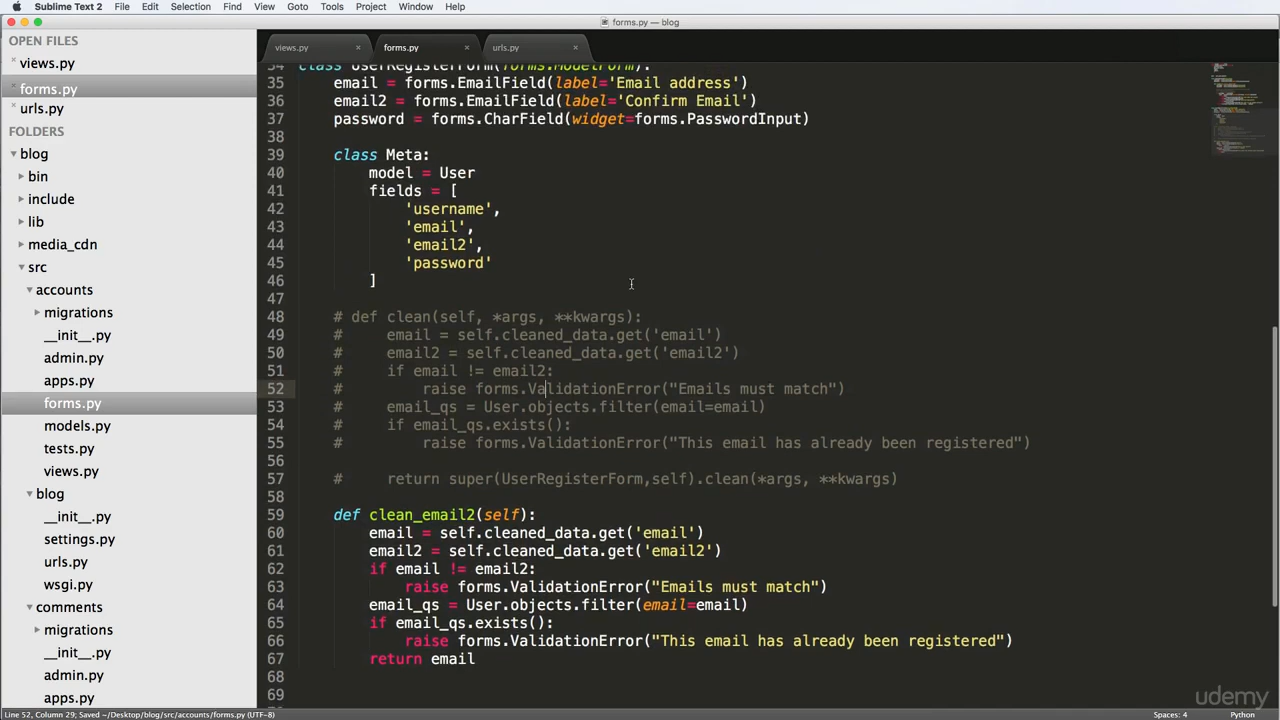 Sublime Text 2 File Edit Selection Find View Goto Tools Project Window Help
forms.py — blog
OPEN FILES
views.py
forms.py
urls.py
FOLDERS
blog
bin
include
lib
media_cdn
src
accounts
migrations
__init__.py
admin.py
apps.py
forms.py
models.py
tests.py
views.py
blog
__init__.py
settings.py
urls.py
wsgi.py
comments
migrations
__init__.py
admin.py
apps.py
views.py × forms.py × urls.py ×
34 class UserRegisterForm(forms.ModelForm):
35 email = forms.EmailField(label='Email address')
36 email2 = forms.EmailField(label='Confirm Email')
37 password = forms.CharField(widget=forms.PasswordInput)
38
39 class Meta:
40 model = User
41 fields = [
42 'username',
43 'email',
44 'email2',
45 'password'
46 ]
47
48 # def clean(self, *args, **kwargs):
49 # email = self.cleaned_data.get('email')
50 # email2 = self.cleaned_data.get('email2')
51 # if email != email2:
52 # raise forms.ValidationError("Emails must match")
53 # email_qs = User.objects.filter(email=email)
54 # if email_qs.exists():
55 # raise forms.ValidationError("This email has already been registered")
56
57 # return super(UserRegisterForm,self).clean(*args, **kwargs)
58
59 def clean_email2(self):
60 email = self.cleaned_data.get('email')
61 email2 = self.cleaned_data.get('email2')
62 if email != email2:
63 raise forms.ValidationError("Emails must match")
64 email_qs = User.objects.filter(email=email)
65 if email_qs.exists():
66 raise forms.ValidationError("This email has already been registered")
67 return email
68
69
udemy
Line 52, Column 29; Saved ~/Desktop/blog/src/accounts/forms.py (UTF-8) Spaces: 4 Python